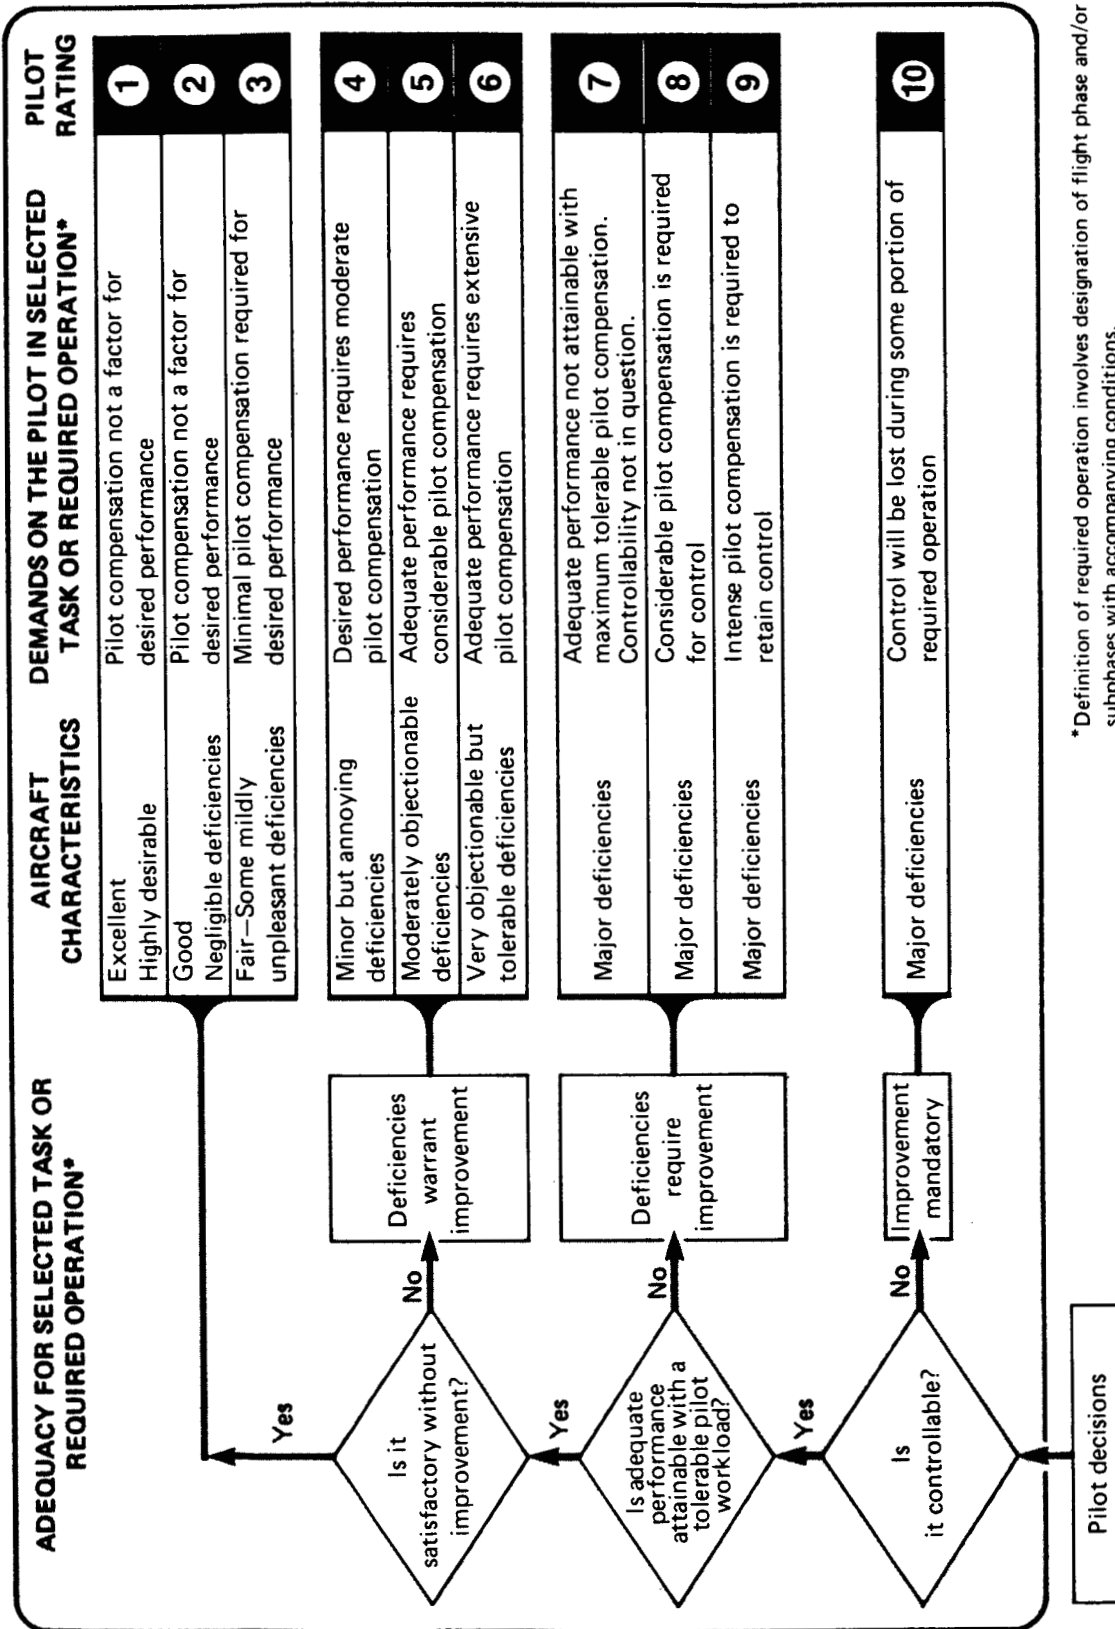 ADEQUACY FOR SELECTED TASK OR
REQUIRED OPERATION*
AIRCRAFT
CHARACTERISTICS
DEMANDS ON THE PILOT IN SELECTED
TASK OR REQUIRED OPERATION*
PILOT
RATING
Yes
Excellent
Highly desirable
Pilot compensation not a factor for
desired performance
1
Good
Negligible deficiencies
Pilot compensation not a factor for
desired performance
2
Fair—Some mildly
unpleasant deficiencies
Minimal pilot compensation required for
desired performance
3
Is it
satisfactory without
improvement?
No
Deficiencies
warrant
improvement
Minor but annoying
deficiencies
Desired performance requires moderate
pilot compensation
4
Moderately objectionable
deficiencies
Adequate performance requires
considerable pilot compensation
5
Very objectionable but
tolerable deficiencies
Adequate performance requires extensive
pilot compensation
6
Yes
Is adequate
performance
attainable with a
tolerable pilot
workload?
No
Deficiencies
require
improvement
Major deficiencies
Adequate performance not attainable with
maximum tolerable pilot compensation.
Controllability not in question.
7
Major deficiencies
Considerable pilot compensation is required
for control
8
Major deficiencies
Intense pilot compensation is required to
retain control
9
Yes
Is
it controllable?
No
Improvement
mandatory
Major deficiencies
Control will be lost during some portion of
required operation
10
Pilot decisions
*Definition of required operation involves designation of flight phase and/or
subphases with accompanying conditions.